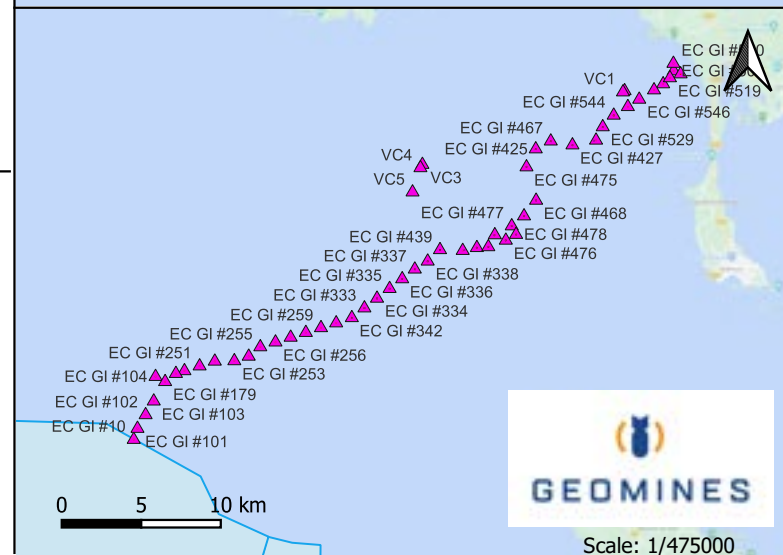 EC GI #
VC1
EC GI #519
EC GI #544
EC GI #546
EC GI #467
EC GI #529
EC GI #425
EC GI #427
VC4
VC3
EC GI #475
VC5
EC GI #477
EC GI #468
EC GI #439
EC GI #478
EC GI #337
EC GI #476
EC GI #335
EC GI #338
EC GI #333
EC GI #336
EC GI #259
EC GI #334
EC GI #255
EC GI #342
EC GI #251
EC GI #256
EC GI #104
EC GI #253
EC GI #179
EC GI #102
EC GI #103
EC GI #10
EC GI #101
0 5 10 km
GEOMINES
Scale: 1/475000